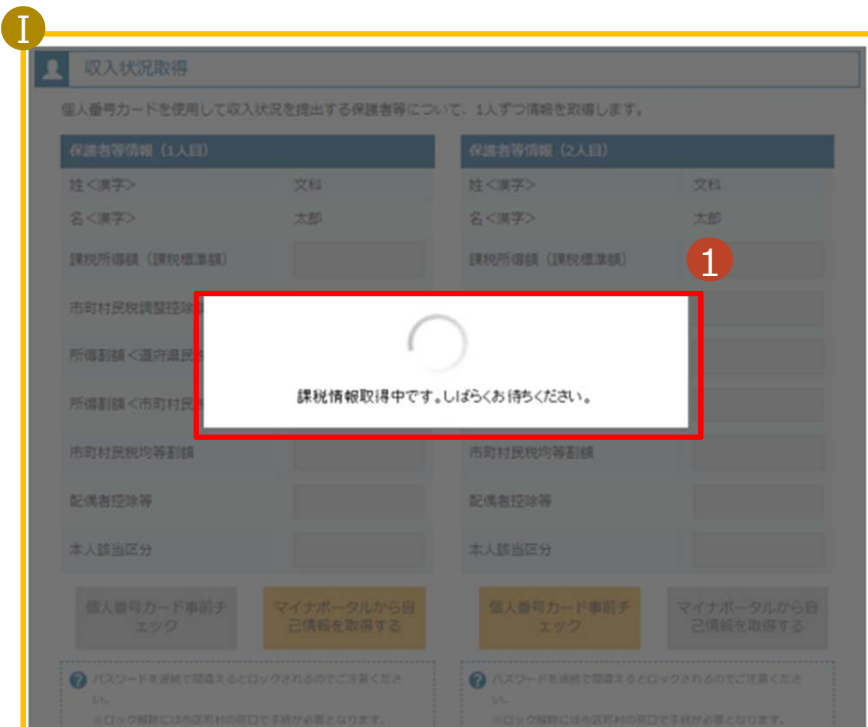 I
収入状況取得
個人番号カードを使用して収入状況を提出する保護者等について、1人ずつ情報を取得します。
保護者等情報（1人目）
姓<漢字> 文科
名<漢字> 太郎
課税所得額（課税標準額）
市町村民税調整控除
所得割額<道府県民
所得割額<市町村民
市町村民税均等割額
配偶者控除等
本人該当区分
個人番号カード事前チ
ェック
マイナポータルから自
己情報を取得する
パスワードを連続で間違えるとロックされるのでご注意くださ
い。
※ロック解除には市区町村の窓口で手続が必要となります。
保護者等情報（2人目）
姓<漢字> 文科
名<漢字> 太郎
課税所得額（課税標準額）
1
市町村民税均等割額
配偶者控除等
本人該当区分
個人番号カード事前チ
ェック
マイナポータルから自
己情報を取得する
パスワードを連続で間違えるとロックされるのでご注意くださ
い。
※ロック解除には市区町村の窓口で手続が必要となります。
課税情報取得中です。しばらくお待ちください。